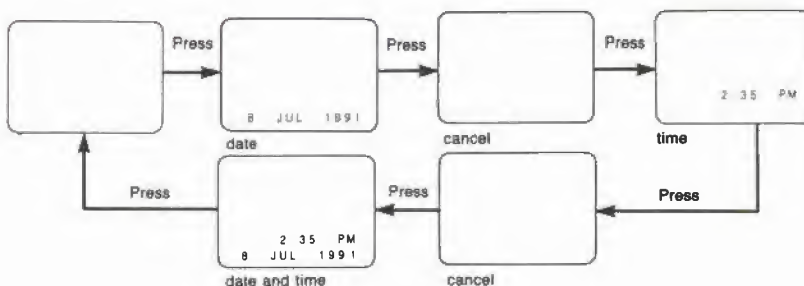 Press
Press
Press
8 JUL 1991
2 35 PM
date
cancel
time
Press
Press
Press
2 35 PM
8 JUL 1991
date and time
cancel